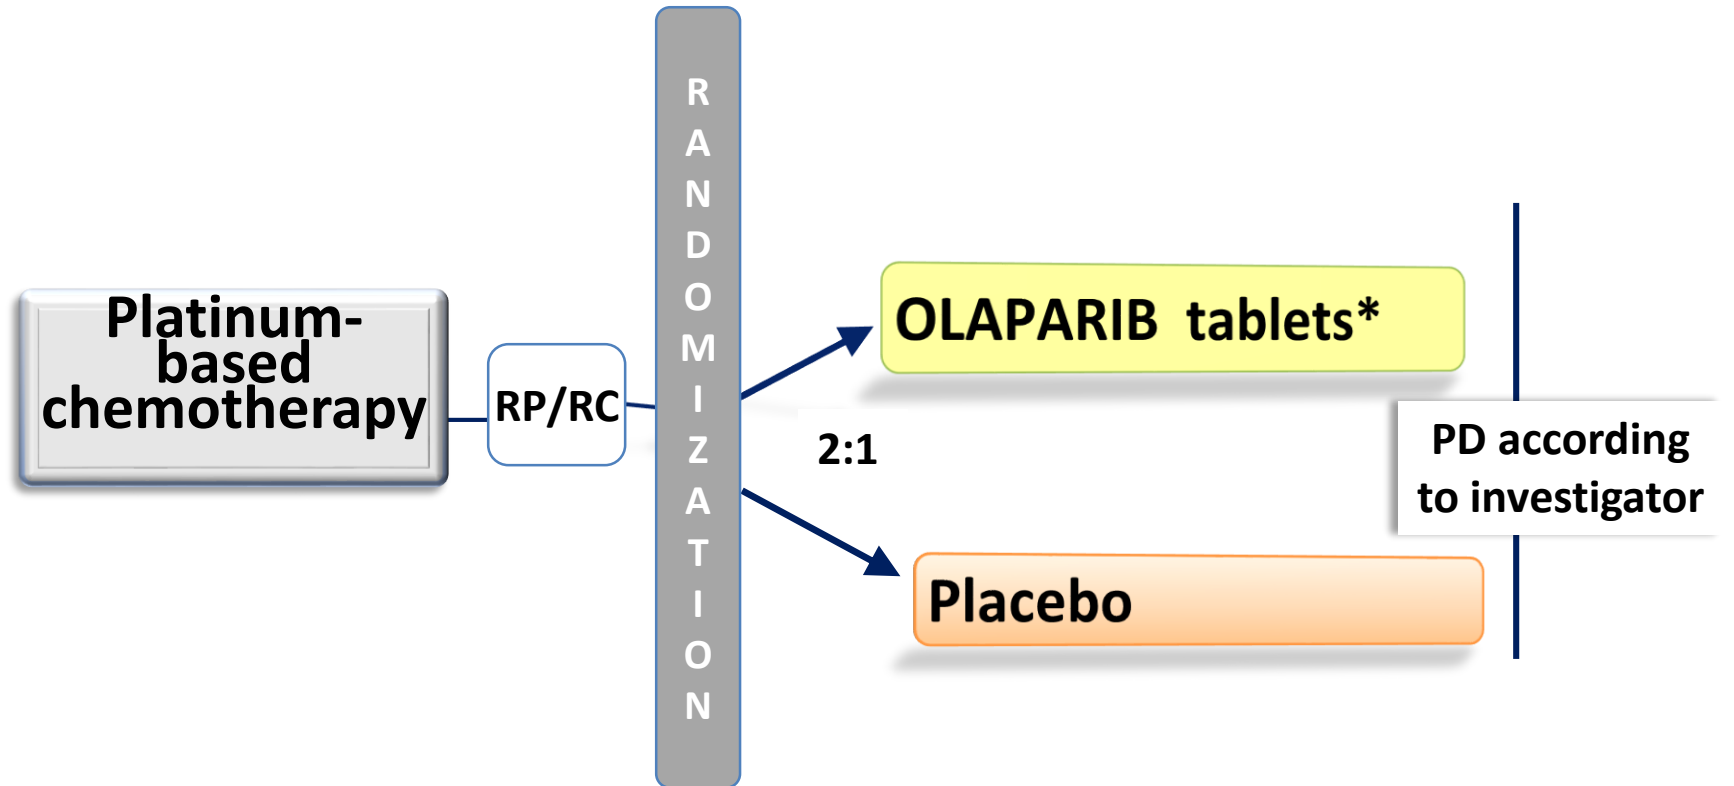 Platinum-
based
chemotherapy
RP/RC
RANDOMIZATION
OLAPARIB tablets*
2:1
Placebo
PD according
to investigator